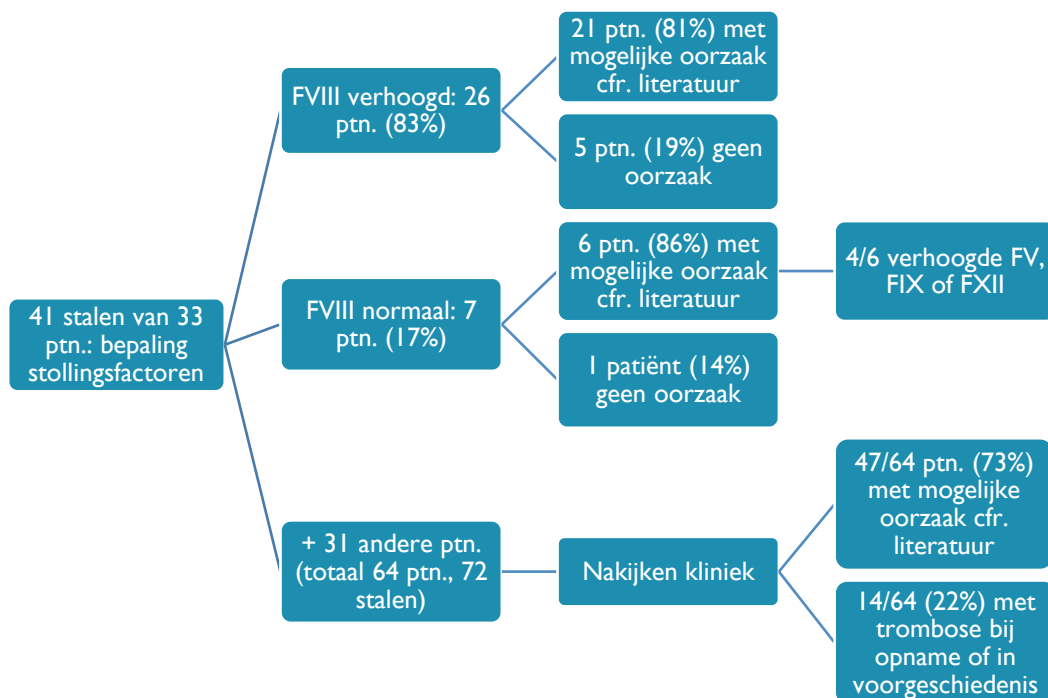 41 stalen van 33
ptn.: bepaling
stollingsfactoren
FVIII verhoogd: 26
ptn. (83%)
21 ptn. (81%) met
mogelijke oorzaak
cfr. literatuur
5 ptn. (19%) geen
oorzaak
FVIII normaal: 7
ptn. (17%)
6 ptn. (86%) met
mogelijke oorzaak
cfr. literatuur
4/6 verhoogde FV,
FIX of FXII
1 patiënt (14%)
geen oorzaak
+ 31 andere ptn.
(totaal 64 ptn., 72
stalen)
Nakijken kliniek
47/64 ptn. (73%)
met mogelijke
oorzaak cfr.
literatuur
14/64 (22%) met
trombose bij
opname of in
voorgeschiedenis